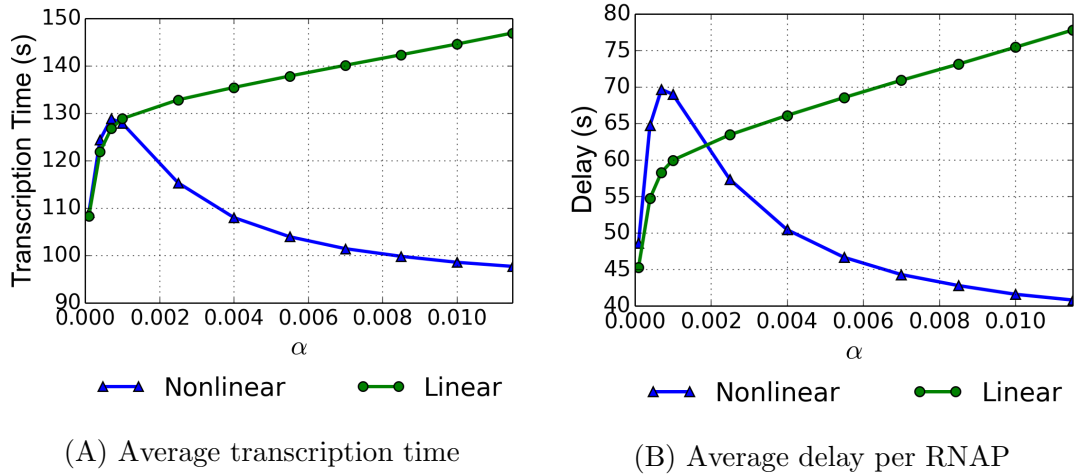 150
140
130
120
110
100
90
Transcription Time (s)
0.000 0.002 0.004 0.006 0.008 0.010
α
Nonlinear Linear
(A) Average transcription time
80
75
70
65
60
55
50
45
40
Delay (s)
0.000 0.002 0.004 0.006 0.008 0.010
α
Nonlinear Linear
(B) Average delay per RNAP